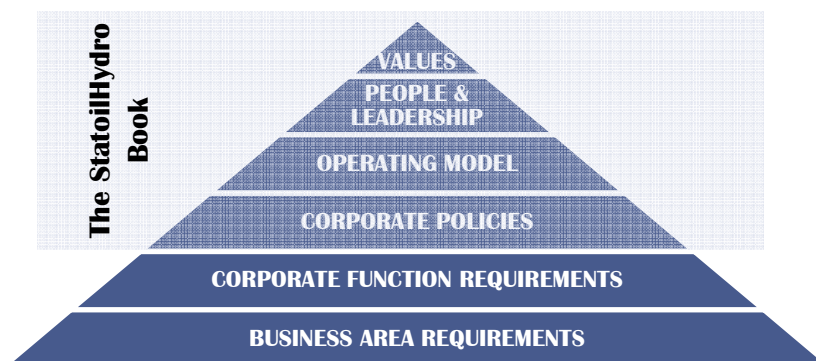 The StatoilHydro
Book
VALUES
PEOPLE &
LEADERSHIP
OPERATING MODEL
CORPORATE POLICIES
CORPORATE FUNCTION REQUIREMENTS
BUSINESS AREA REQUIREMENTS